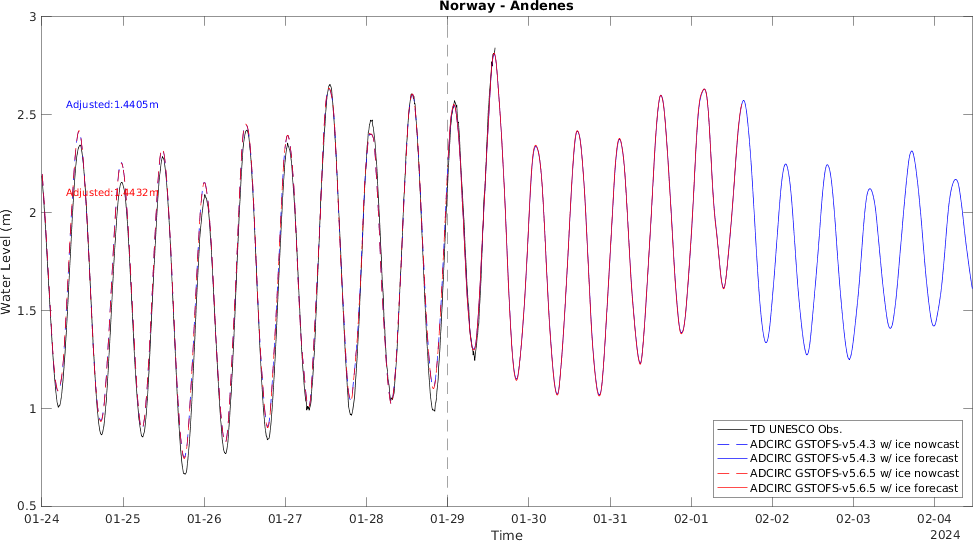 Norway - Andenes
3
2.5
2
1.5
1
0.5
Water Level (m)
Adjusted:1.4405m
Adjusted:1.4432m
TD UNESCO Obs.
ADCIRC GSTOFS-v5.4.3 w/ ice nowcast
ADCIRC GSTOFS-v5.4.3 w/ ice forecast
ADCIRC GSTOFS-v5.6.5 w/ ice nowcast
ADCIRC GSTOFS-v5.6.5 w/ ice forecast
01-24 01-25 01-26 01-27 01-28 01-29 01-30 01-31 02-01 02-02 02-03 02-04
Time
2024